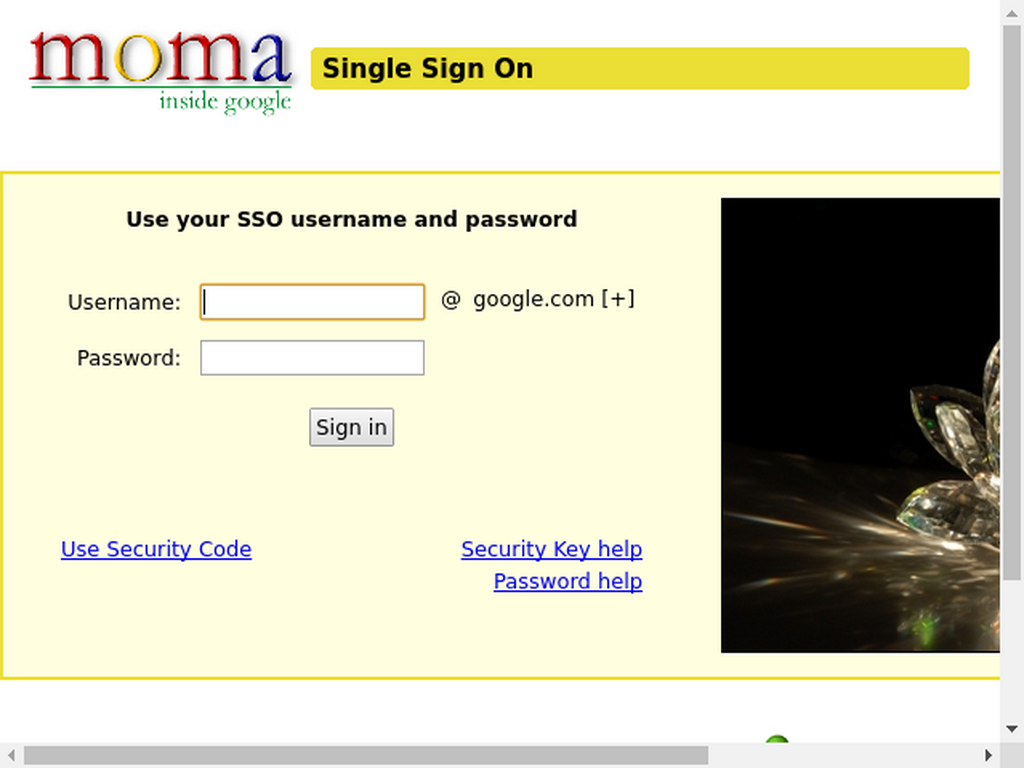 moma
inside google
Single Sign On
Use your SSO username and password
Username:
@ google.com [+]
Password:
Sign in
Use Security Code
Security Key help
Password help